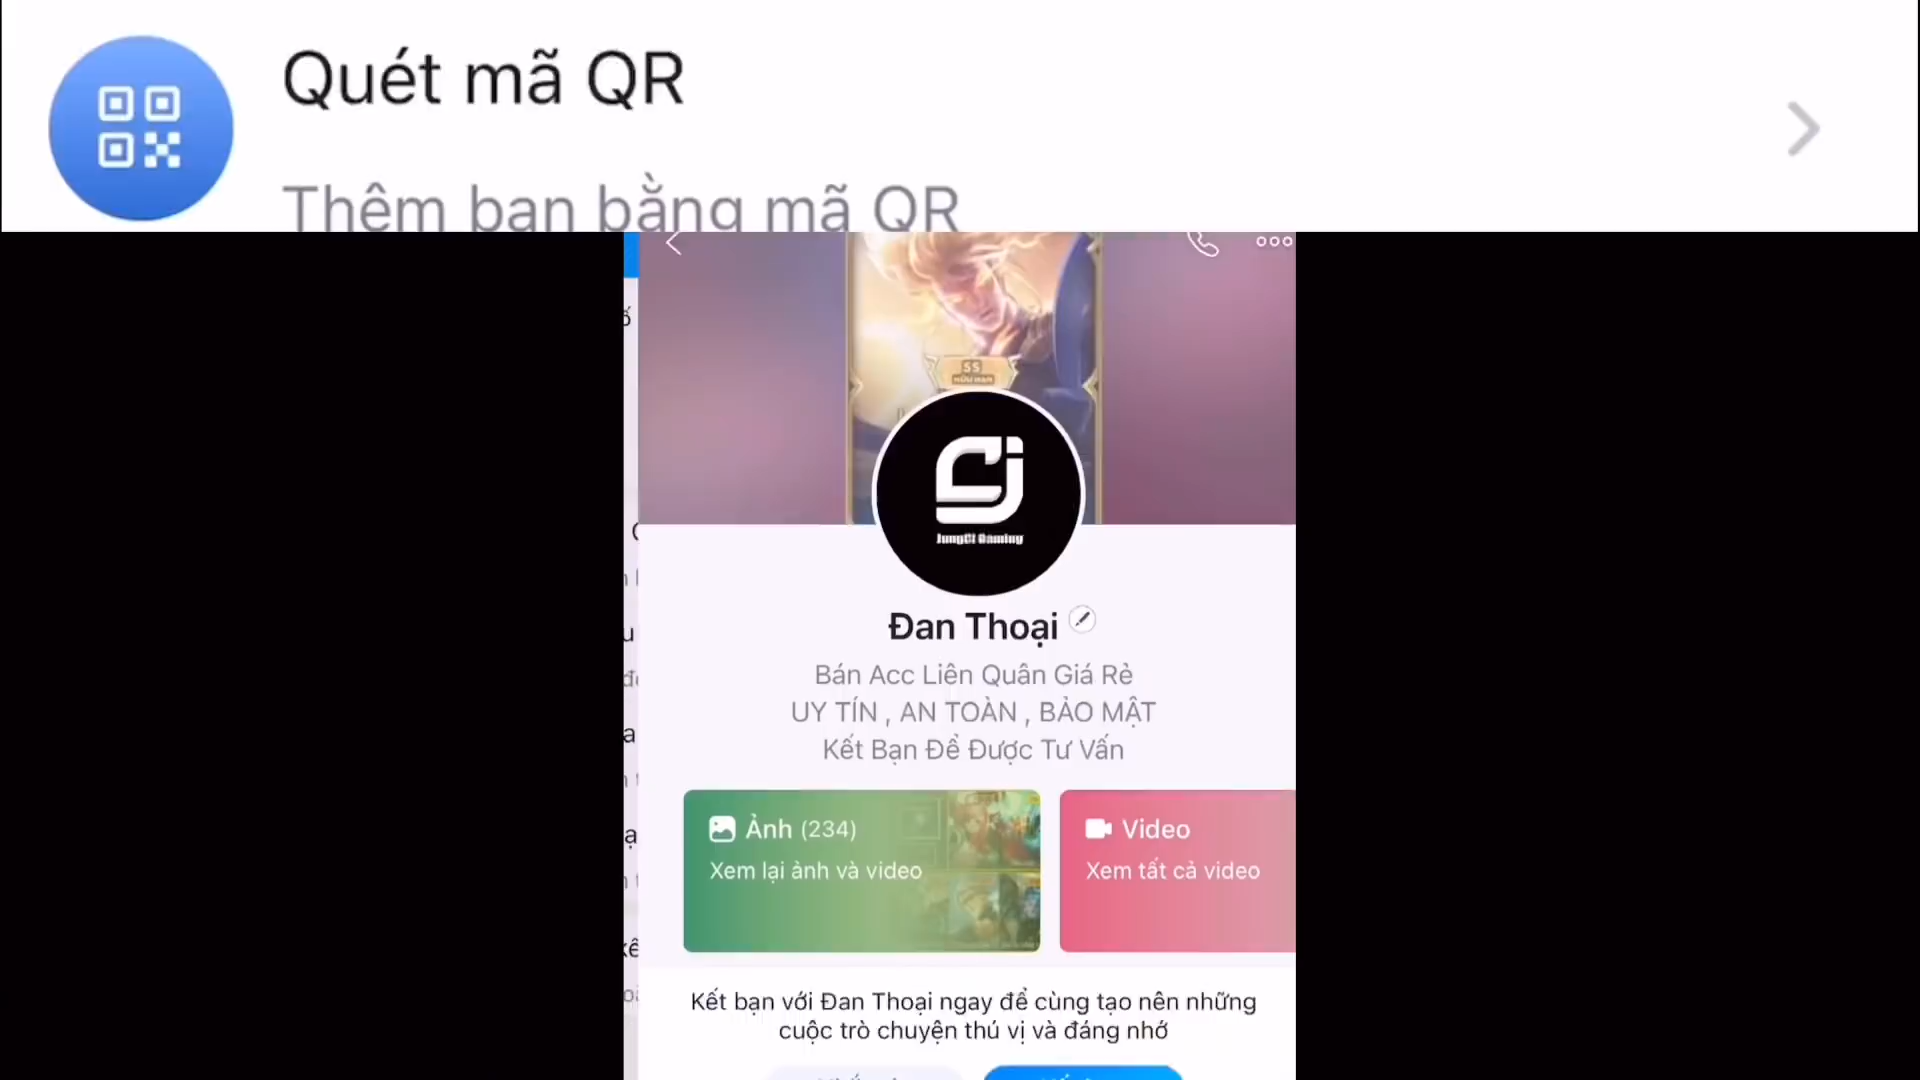 Quét mã QR
Thêm bạn bằng mã QR
SS
HỮU HẠN
JungCi Gaming
Đan Thoại
Bán Acc Liên Quân Giá Rẻ
UY TÍN , AN TOÀN , BẢO MẬT
Kết Bạn Để Được Tư Vấn
Ảnh (234)
Xem lại ảnh và video
Video
Xem tất cả video
Kết bạn với Đan Thoại ngay để cùng tạo nên những
cuộc trò chuyện thú vị và đáng nhớ